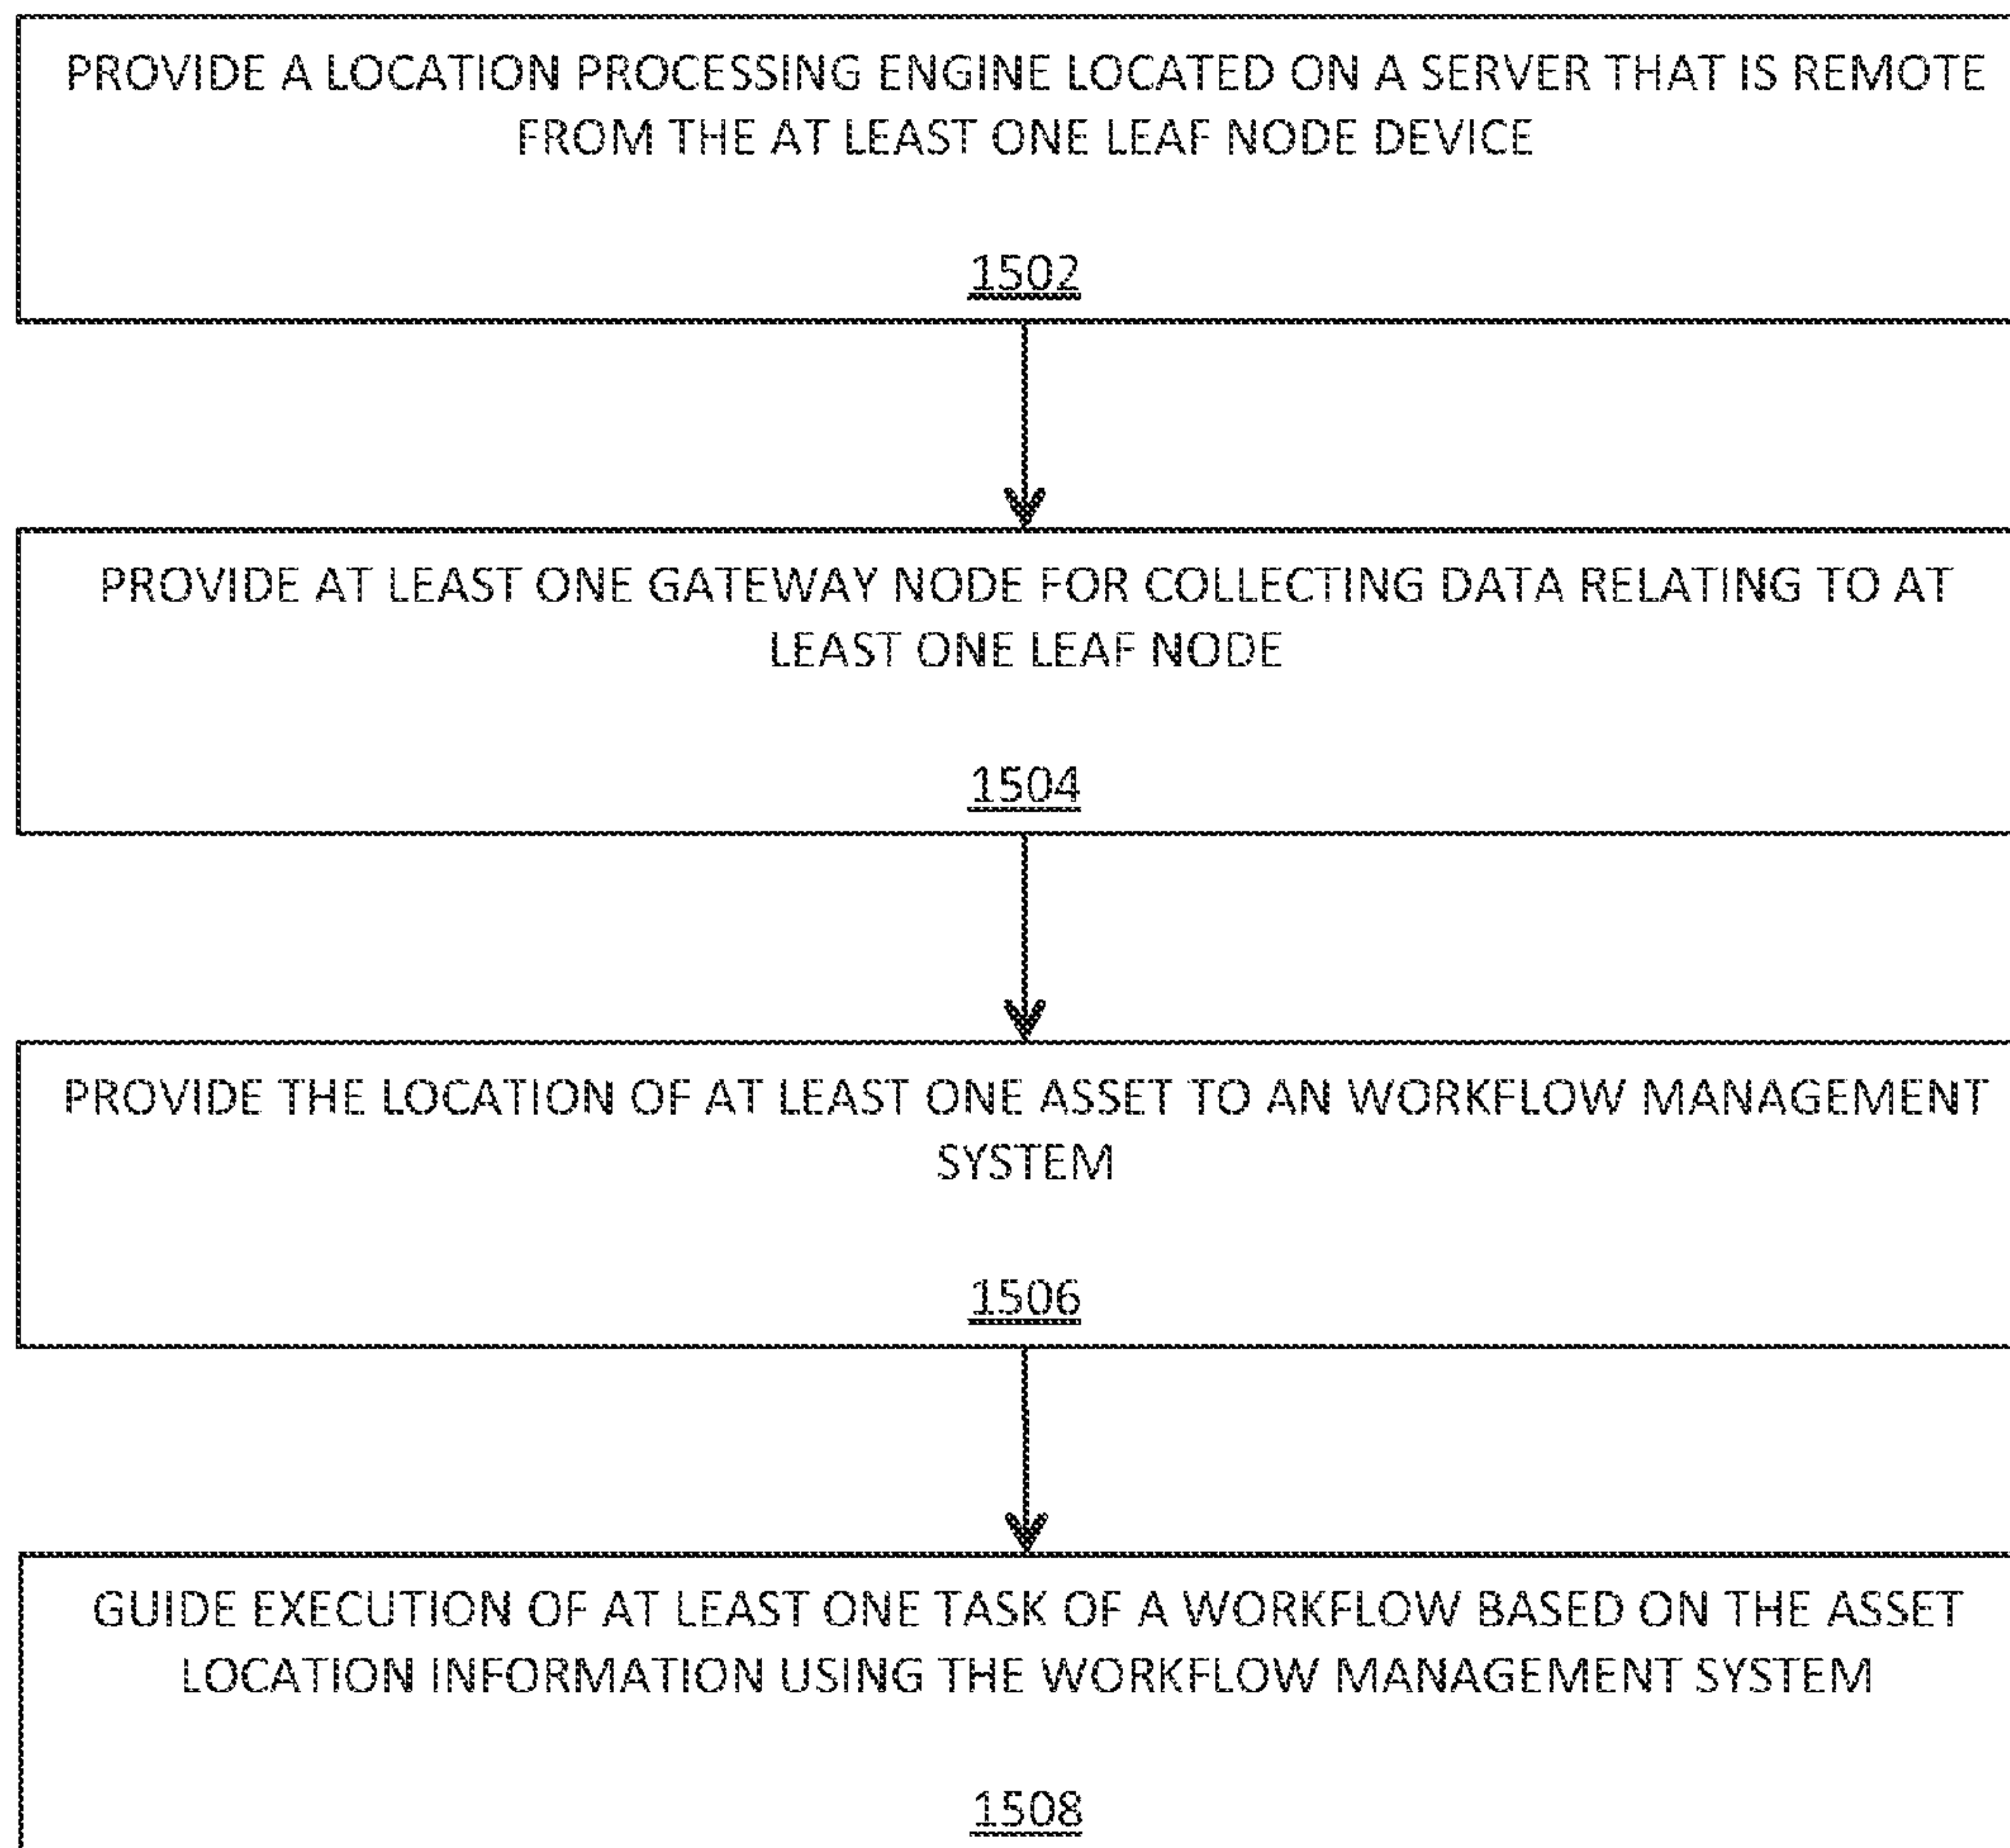 PROVIDE A LOCATION PROCESSING ENGINE LOCATED ON A SERVER THAT IS REMOTE
FROM THE AT LEAST ONE LEAF NODE DEVICE
1502
PROVIDE AT LEAST ONE GATEWAY NODE FOR COLLECTING DATA RELATING TO AT
LEAST ONE LEAF NODE
1504
PROVIDE THE LOCATION OF AT LEAST ONE ASSET TO AN WORKFLOW MANAGEMENT
SYSTEM
1506
GUIDE EXECUTION OF AT LEAST ONE TASK OF A WORKFLOW BASED ON THE ASSET
LOCATION INFORMATION USING THE WORKFLOW MANAGEMENT SYSTEM
1508